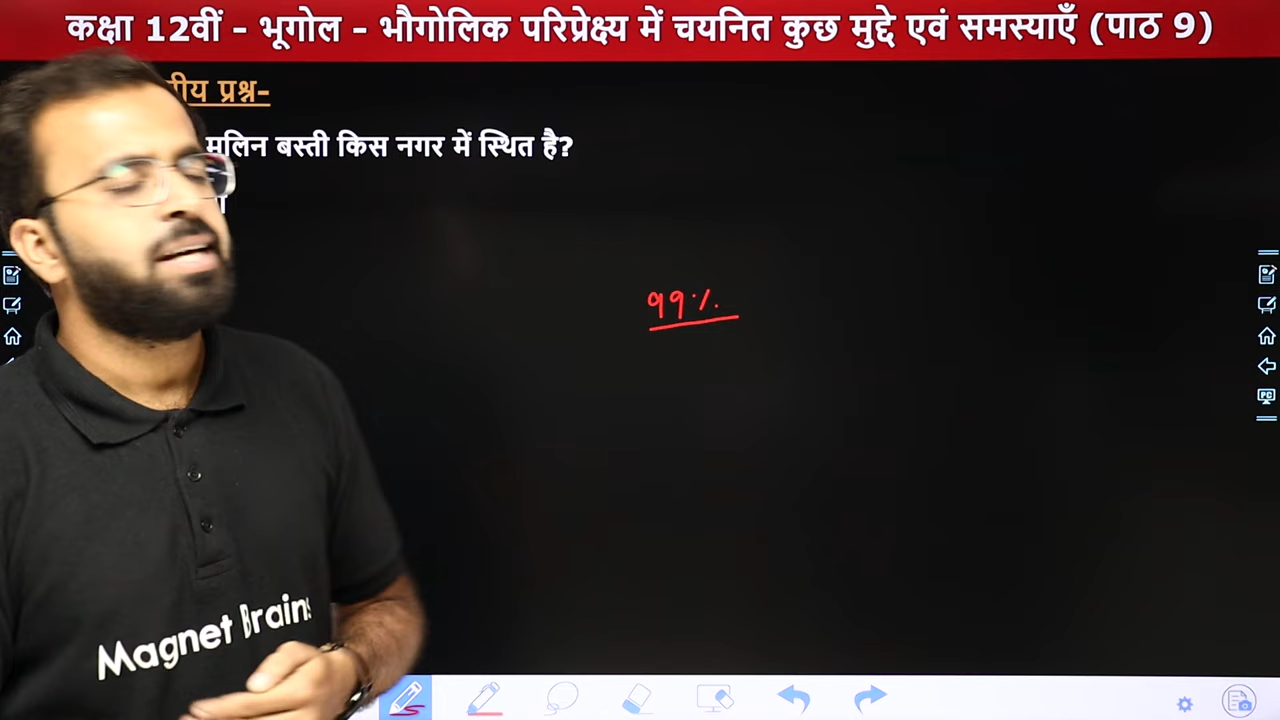 कक्षा 12वीं - भूगोल - भौगोलिक परिप्रेक्ष्य में चयनित कुछ मुद्दे एवं समस्याएँ (पाठ 9)
प्रश्न-
मलिन बस्ती किस नगर में स्थित है?
99%
Magnet Brains